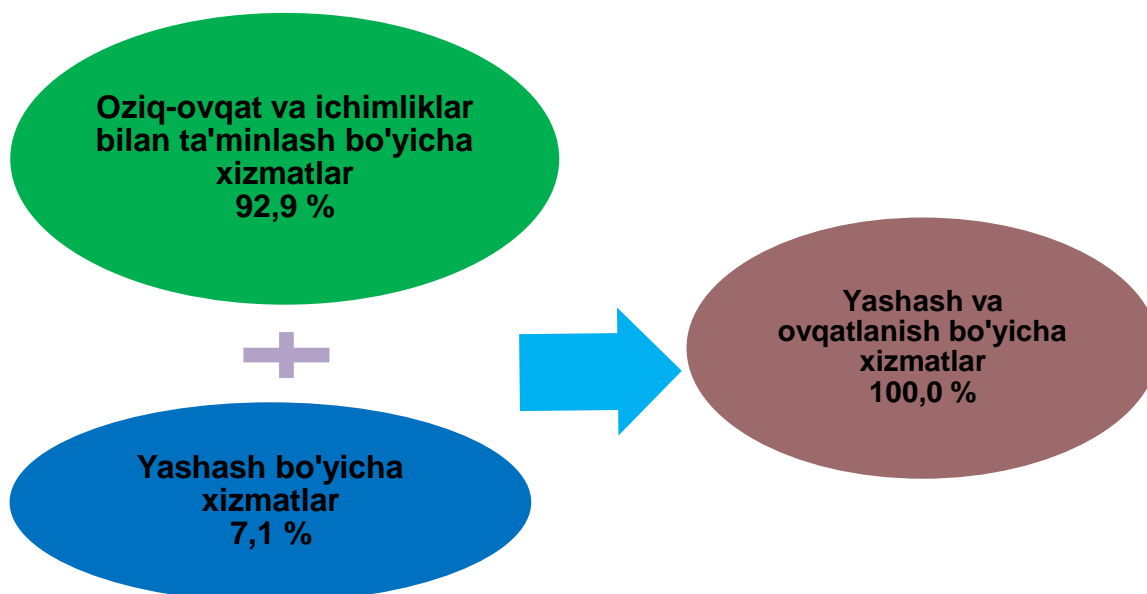 Oziq-ovqat va ichimliklar
bilan ta'minlash bo'yicha
xizmatlar
92,9 %
Yashash bo'yicha
xizmatlar
7,1 %
Yashash va
ovqatlanish bo'yicha
xizmatlar
100,0 %